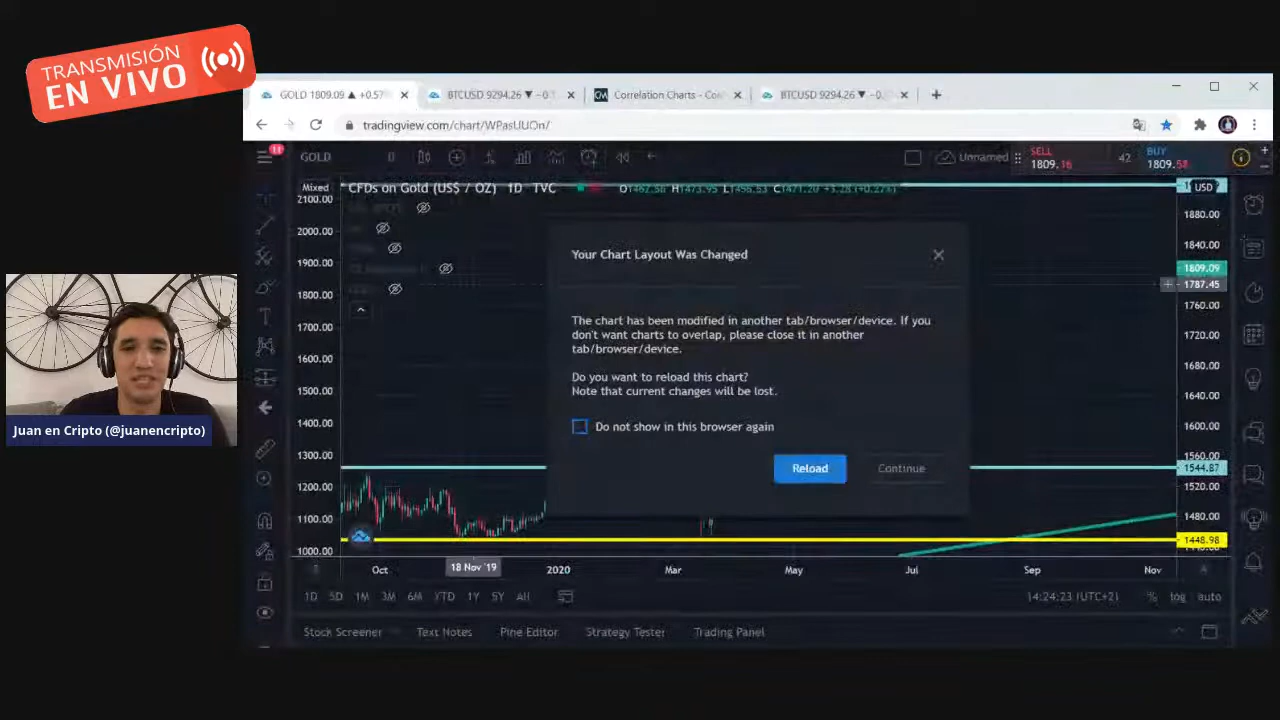 TRANSMISIÓN
EN VIVO
GOLD 1809.09 ▲ +0.57
BTCUSD 9294.26 ▼ −0
Correlation Charts - Co
BTCUSD 9294.26 ▼ −0
tradingview.com/chart/WPasUUOn/
11
GOLD
D
Unnamed
SELL
1809.16
42
BUY
1809.58
Mixed
CFDs on Gold (US$ / OZ) 1D TVC
USD
2100.00
2000.00
1900.00
1800.00
1700.00
1600.00
1500.00
1400.00
1300.00
1200.00
1100.00
1000.00
1880.00
1840.00
1809.09
1787.45
1760.00
1720.00
1680.00
1640.00
1600.00
1560.00
1544.87
1520.00
1480.00
1448.98
Your Chart Layout Was Changed
The chart has been modified in another tab/browser/device. If you
don't want charts to overlap, please close it in another
tab/browser/device.
Do you want to reload this chart?
Note that current changes will be lost.
Do not show in this browser again
Reload
Continue
Juan en Cripto (@juanencripto)
Oct
18 Nov '19
2020
Mar
May
Jul
Sep
Nov
1D 5D 1M 3M 6M YTD 1Y 5Y All
14:24:23 (UTC+2)
% log auto
Stock Screener
Text Notes
Pine Editor
Strategy Tester
Trading Panel